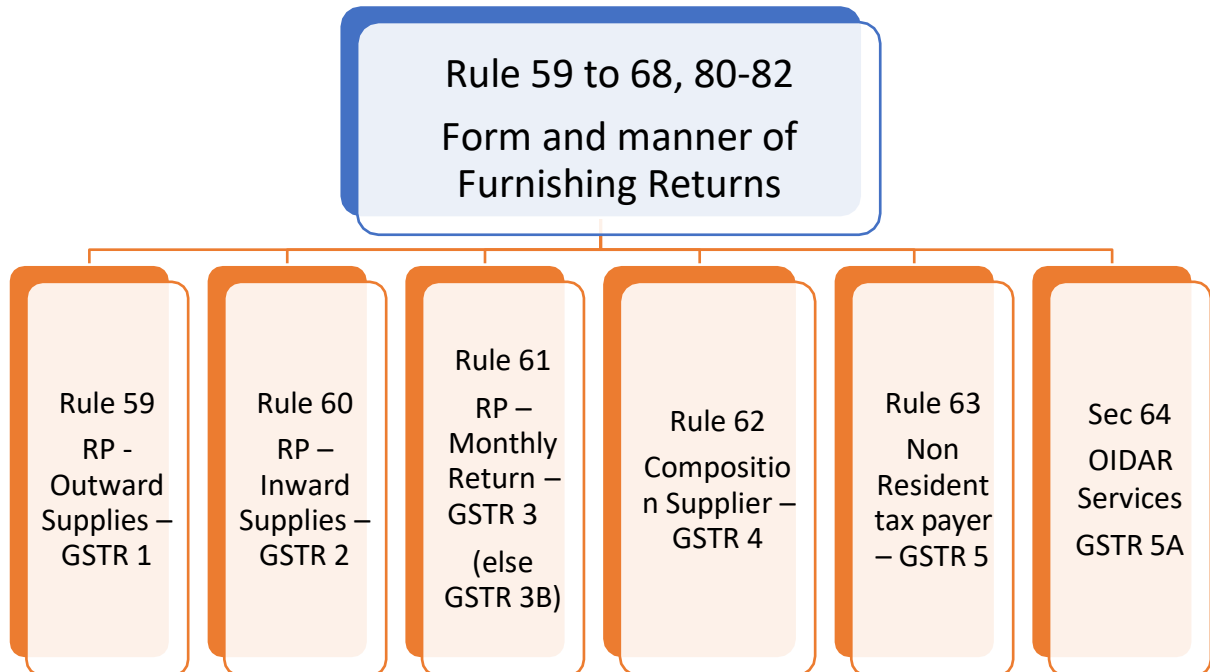 Rule 59 to 68, 80-82
Form and manner of
Furnishing Returns
Rule 59
RP -
Outward
Supplies –
GSTR 1
Rule 60
RP –
Inward
Supplies –
GSTR 2
Rule 61
RP –
Monthly
Return –
GSTR 3
(else
GSTR 3B)
Rule 62
Compositio
n Supplier –
GSTR 4
Rule 63
Non
Resident
tax payer
– GSTR 5
Sec 64
OIDAR
Services
GSTR 5A